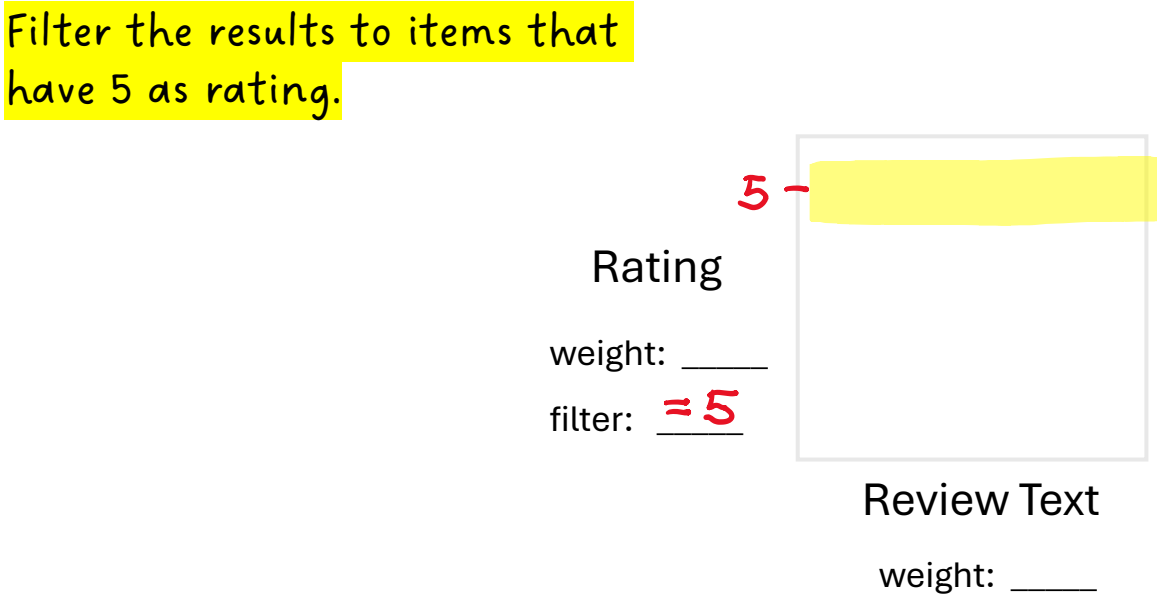 Filter the results to items that
have 5 as rating.
5 -
Rating
weight: _____
filter: =5
Review Text
weight: _____